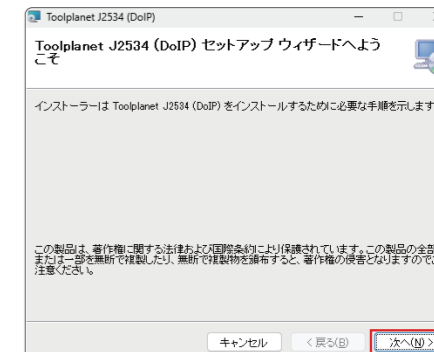 Toolplanet J2534 (DoIP)
Toolplanet J2534 (DoIP) セットアップ ウィザードへよう
こそ
インストーラーは Toolplanet J2534 (DoIP) をインストールするために必要な手順を示します
この製品は、著作権に関する法律および国際条約により保護されています。この製品の全部
または一部を無断で複製したり、無断で複製物を頒布すると、著作権の侵害となりますのでご
注意ください。
キャンセル
< 戻る(B)
次へ(N) >